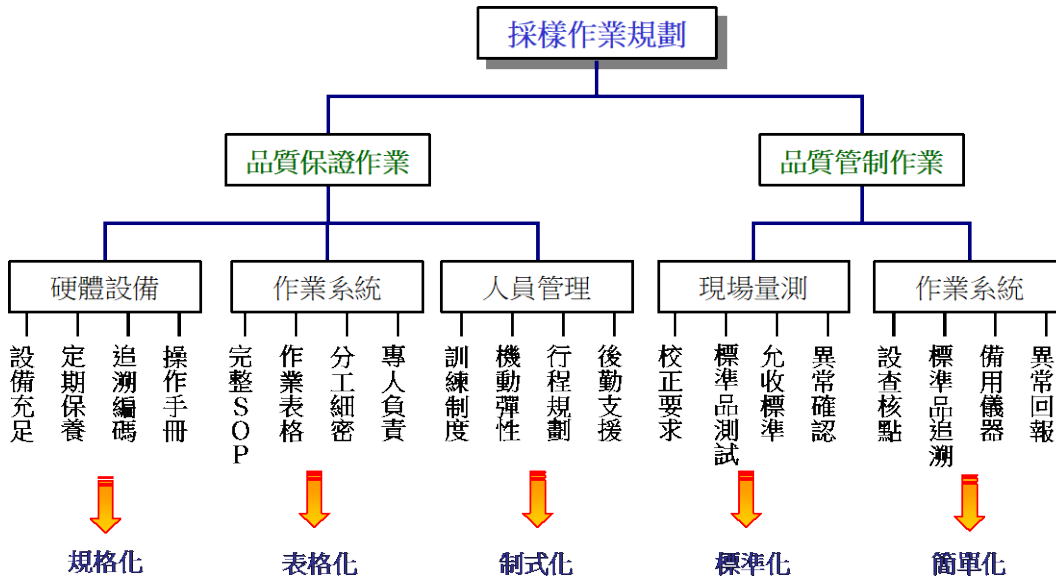 採樣作業規劃
品質保證作業
品質管制作業
硬體設備
作業系統
人員管理
現場量測
作業系統
設備充足
定期保養
追溯編碼
操作手冊
完整SOP
作業表格
分工細密
專人負責
訓練制度
機動彈性
行程規劃
後勤支援
校正要求
標準品測試
允收標準
異常確認
設查核點
標準品追溯
備用儀器
異常回報
規格化
表格化
制式化
標準化
簡單化